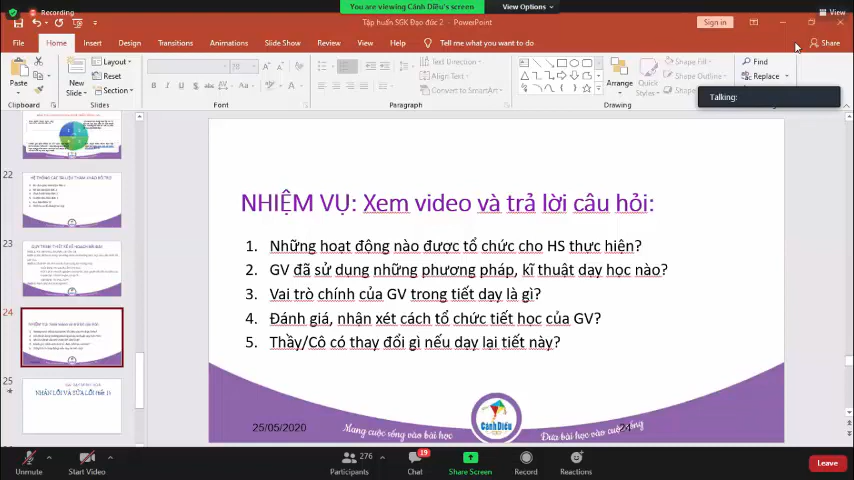 Recording
You are viewing Cánh Diều's screen
View Options
View
Tập huấn SGK Đạo đức 2 - PowerPoint
Sign in
File
Home
Insert
Design
Transitions
Animations
Slide Show
Review
View
Help
Tell me what you want to do
Share
Paste
New
Slide
Layout
Reset
Section
B
I
U
S
Text Direction
Align Text
Convert to SmartArt
Arrange
Quick
Styles
Shape Fill
Shape Outline
Find
Replace
Clipboard
Slides
Font
Paragraph
Drawing
Talking:
22
23
24
25
NHẬN LỖI VÀ SỬA LỖI (tiết 1)
NHIỆM VỤ: Xem video và trả lời câu hỏi:
1. Những hoạt động nào được tổ chức cho HS thực hiện?
2. GV đã sử dụng những phương pháp, kĩ thuật dạy học nào?
3. Vai trò chính của GV trong tiết dạy là gì?
4. Đánh giá, nhận xét cách tổ chức tiết học của GV?
5. Thầy/Cô có thay đổi gì nếu dạy lại tiết này?
25/05/2020
Mang cuộc sống vào bài học
Cánh Diều
Đưa bài học vào cuộc sống
24
Unmute
Start Video
276
Participants
19
Chat
Share Screen
Record
Reactions
Leave